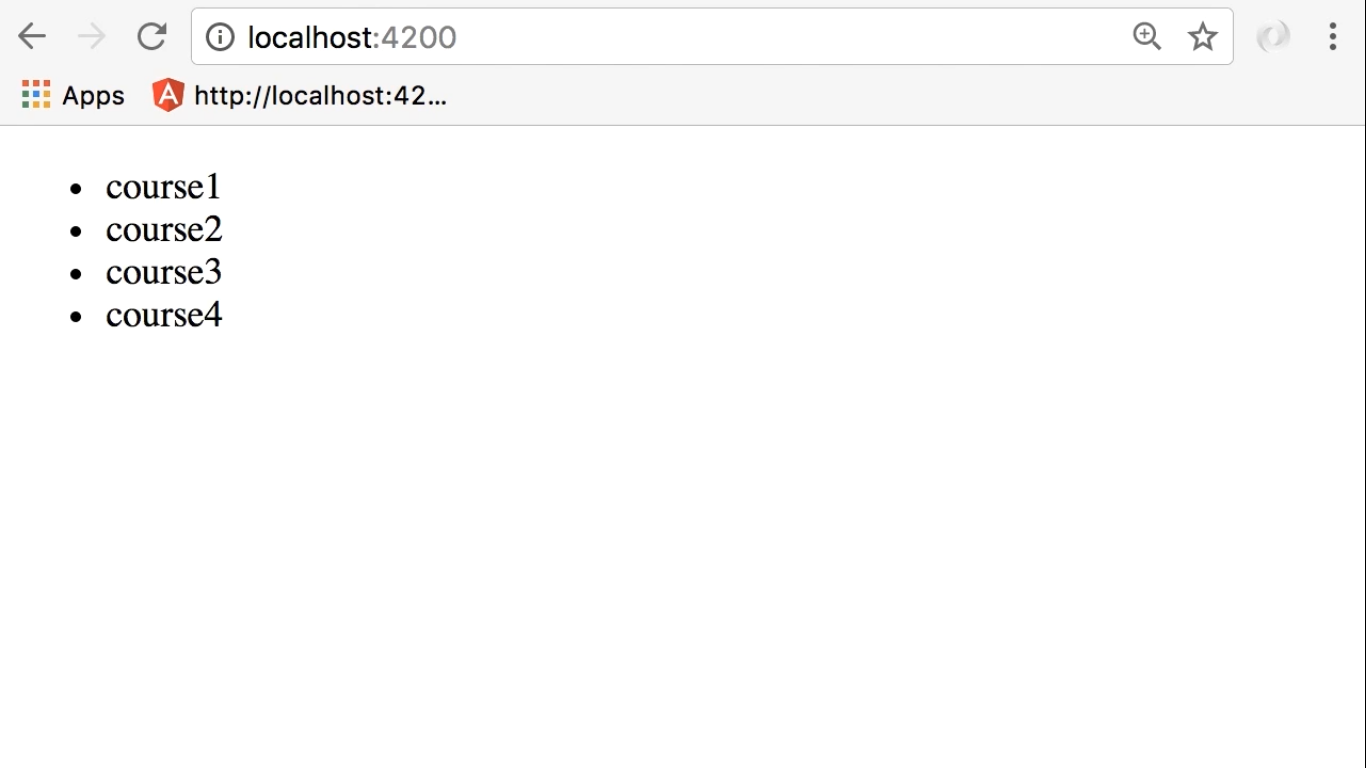 localhost:4200
Apps http://localhost:42...
• course1
• course2
• course3
• course4